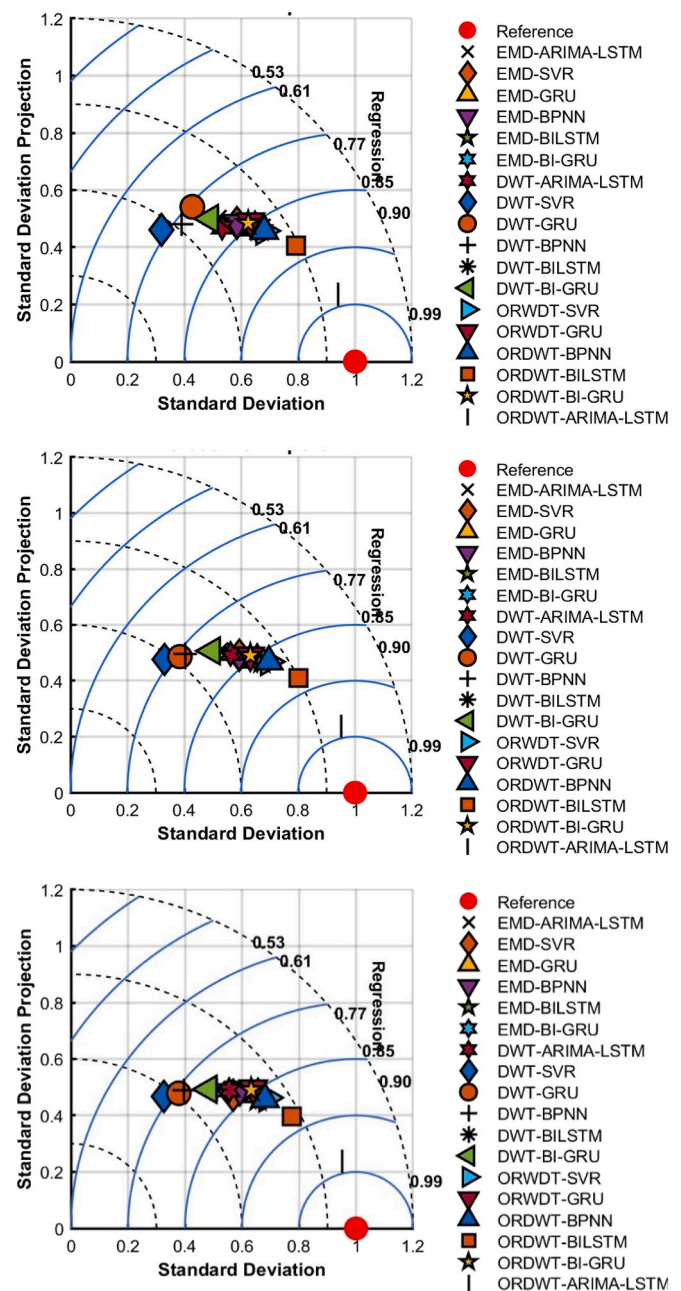 1.2
1
0.8
0.6
0.4
0.2
0
Standard Deviation Projection
0 0.2 0.4 0.6 0.8 1 1.2
Standard Deviation
0.53
0.61
0.77
0.85
0.90
0.99
Regression
Reference
EMD-ARIMA-LSTM
EMD-SVR
EMD-GRU
EMD-BPNN
EMD-BILSTM
EMD-BI-GRU
DWT-ARIMA-LSTM
DWT-SVR
DWT-GRU
DWT-BPNN
DWT-BILSTM
DWT-BI-GRU
ORWDT-SVR
ORWDT-GRU
ORDWT-BPNN
ORDWT-BILSTM
ORDWT-BI-GRU
ORDWT-ARIMA-LSTM
1.2
1
0.8
0.6
0.4
0.2
0
Standard Deviation Projection
0 0.2 0.4 0.6 0.8 1 1.2
Standard Deviation
0.53
0.61
0.77
0.85
0.90
0.99
Regression
Reference
EMD-ARIMA-LSTM
EMD-SVR
EMD-GRU
EMD-BPNN
EMD-BILSTM
EMD-BI-GRU
DWT-ARIMA-LSTM
DWT-SVR
DWT-GRU
DWT-BPNN
DWT-BILSTM
DWT-BI-GRU
ORWDT-SVR
ORWDT-GRU
ORDWT-BPNN
ORDWT-BILSTM
ORDWT-BI-GRU
ORDWT-ARIMA-LSTM
1.2
1
0.8
0.6
0.4
0.2
0
Standard Deviation Projection
0 0.2 0.4 0.6 0.8 1 1.2
Standard Deviation
0.53
0.61
0.77
0.85
0.90
0.99
Regression
Reference
EMD-ARIMA-LSTM
EMD-SVR
EMD-GRU
EMD-BPNN
EMD-BILSTM
EMD-BI-GRU
DWT-ARIMA-LSTM
DWT-SVR
DWT-GRU
DWT-BPNN
DWT-BILSTM
DWT-BI-GRU
ORWDT-SVR
ORWDT-GRU
ORDWT-BPNN
ORDWT-BILSTM
ORDWT-BI-GRU
ORDWT-ARIMA-LSTM